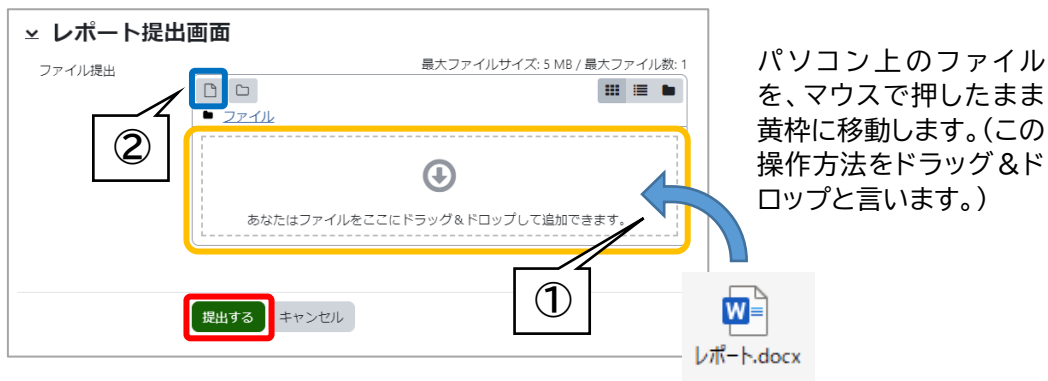 レポート提出画面
ファイル提出
最大ファイルサイズ: 5 MB / 最大ファイル数: 1
ファイル
②
あなたはファイルをここにドラッグ＆ドロップして追加できます。
①
提出する
キャンセル
パソコン上のファイル
を、マウスで押したまま
黄枠に移動します。(この
操作方法をドラッグ＆ド
ロップと言います。)
W
レポート.docx